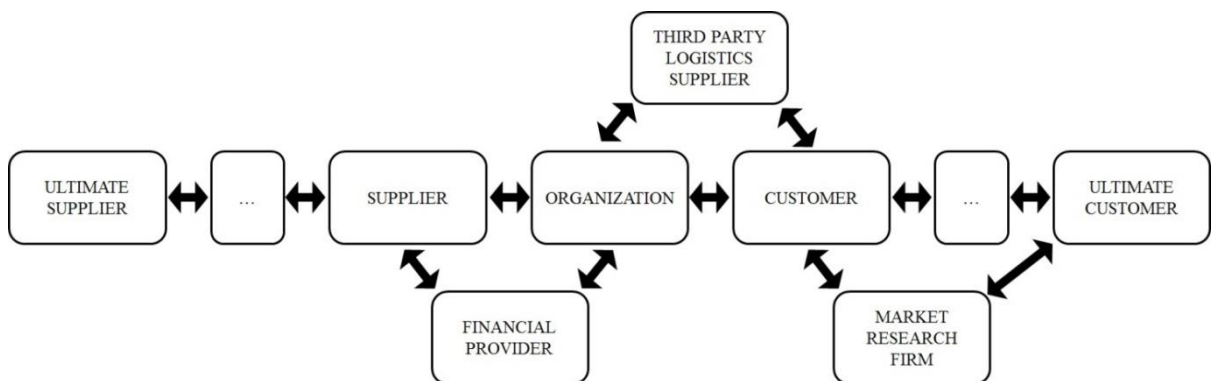 THIRD PARTY
LOGISTICS
SUPPLIER
ULTIMATE
SUPPLIER
...
SUPPLIER
ORGANIZATION
CUSTOMER
...
ULTIMATE
CUSTOMER
FINANCIAL
PROVIDER
MARKET
RESEARCH
FIRM